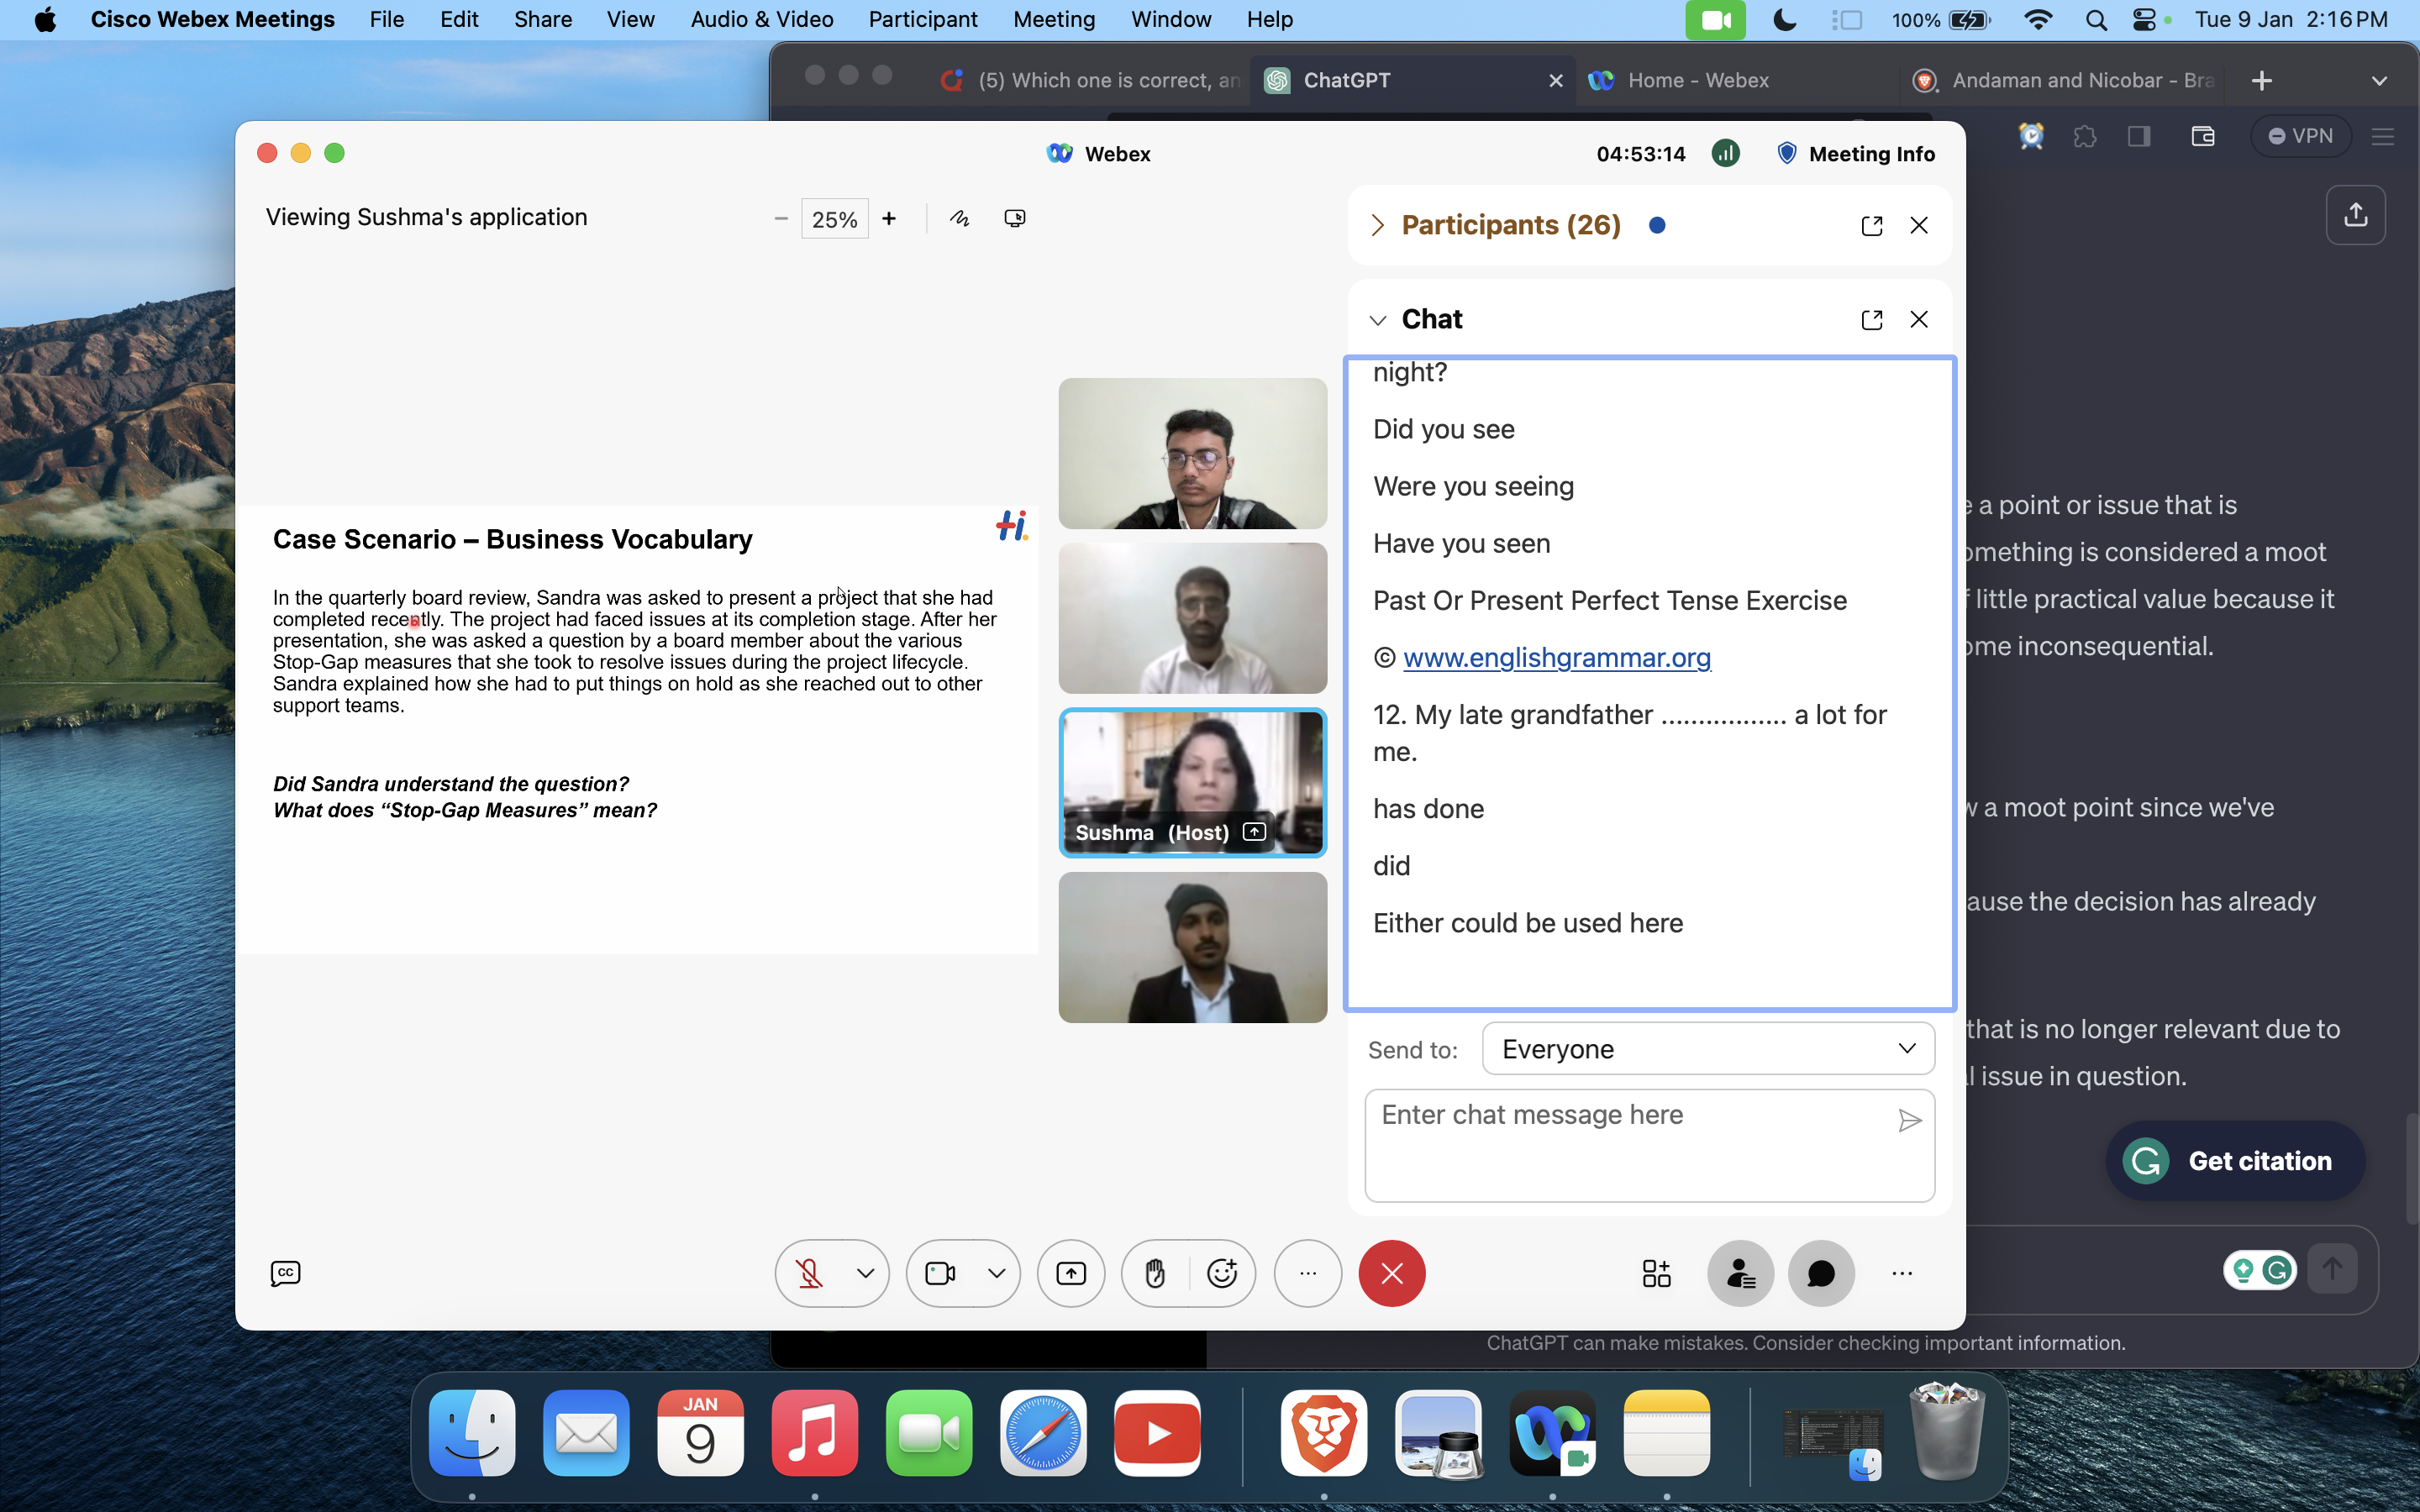 Cisco Webex Meetings File Edit Share View Audio & Video Participant Meeting Window Help 100% Tue 9 Jan 2:16 PM
(5) Which one is correct, an
ChatGPT
Home - Webex
Andaman and Nicobar - Bra
VPN
Webex
04:53:14
Meeting Info
Viewing Sushma's application
25%
Hi.
Case Scenario – Business Vocabulary
In the quarterly board review, Sandra was asked to present a project that she had
completed recently. The project had faced issues at its completion stage. After her
presentation, she was asked a question by a board member about the various
Stop-Gap measures that she took to resolve issues during the project lifecycle.
Sandra explained how she had to put things on hold as she reached out to other
support teams.
Did Sandra understand the question?
What does “Stop-Gap Measures” mean?
Sushma (Host)
Participants (26)
Chat
night?
Did you see
Were you seeing
Have you seen
Past Or Present Perfect Tense Exercise
© www.englishgrammar.org
12. My late grandfather ................. a lot for
me.
has done
did
Either could be used here
Send to: Everyone
Enter chat message here
CC
e a point or issue that is
omething is considered a moot
f little practical value because it
ome inconsequential.
w a moot point since we've
ause the decision has already
that is no longer relevant due to
l issue in question.
Get citation
ChatGPT can make mistakes. Consider checking important information.
JAN
9